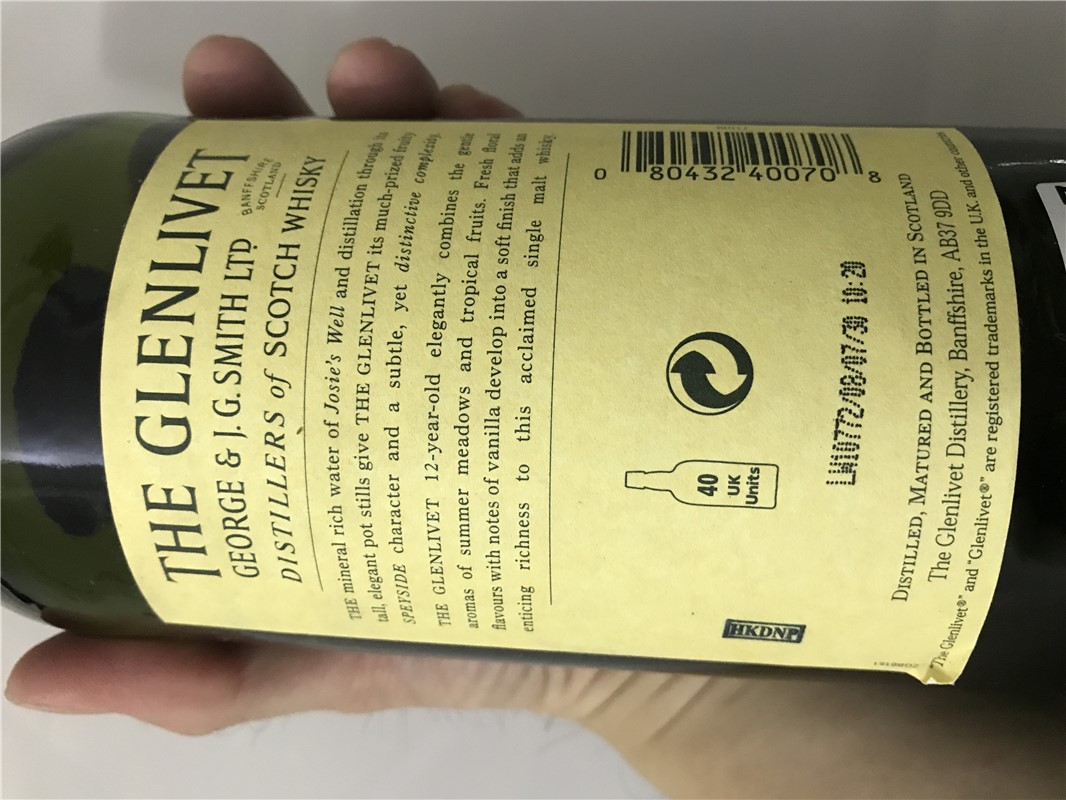 THE GLENLIVET
BANFFSHIRE
SCOTLAND
GEORGE & J. G. SMITH LTD
DISTILLERS of SCOTCH WHISKY
THE mineral rich water of Josie's Well and distillation through its
tall, elegant pot stills give THE GLENLIVET its much-prized fruity
SPEYSIDE character and a subtle, yet distinctive complexity.
THE GLENLIVET 12-year-old elegantly combines the gentle
aromas of summer meadows and tropical fruits. Fresh floral
flavours with notes of vanilla develop into a soft finish that adds an
enticing richness to this acclaimed single malt whisky.
0 80432 40070 8
40
UK
Units
HKDNP
LW10772/08/07/30 10:20
DISTILLED, MATURED AND BOTTLED IN SCOTLAND
The Glenlivet Distillery, Banffshire, AB37 9DD
"The Glenlivet®" and "Glenlivet®" are registered trademarks in the U.K. and other countries